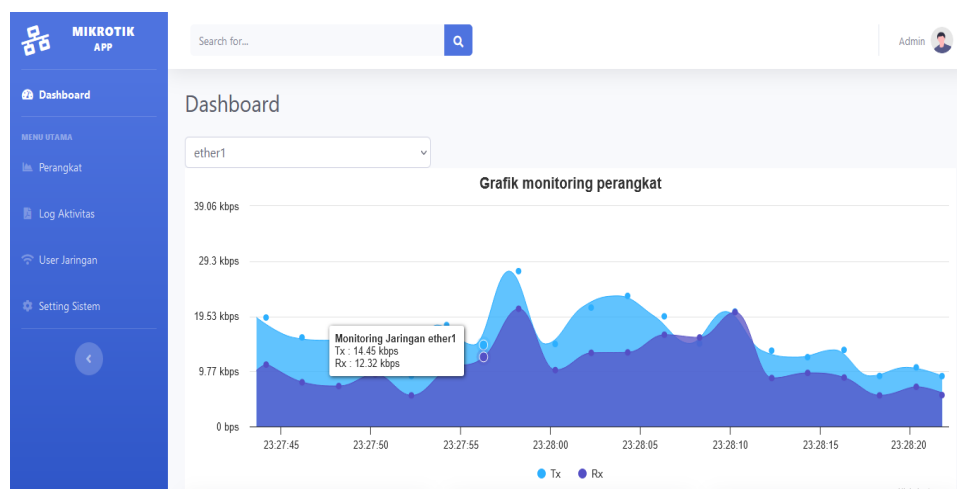 MIKROTIK
APP
Search for...
Admin
Dashboard
Dashboard
MENU UTAMA
Perangkat
Log Aktivitas
User Jaringan
Setting Sistem
ether1
Grafik monitoring perangkat
39.06 kbps
29.3 kbps
19.53 kbps
9.77 kbps
0 bps
Monitoring Jaringan ether1
Tx : 14.45 kbps
Rx : 12.32 kbps
23:27:45 23:27:50 23:27:55 23:28:00 23:28:05 23:28:10 23:28:15 23:28:20
Tx Rx